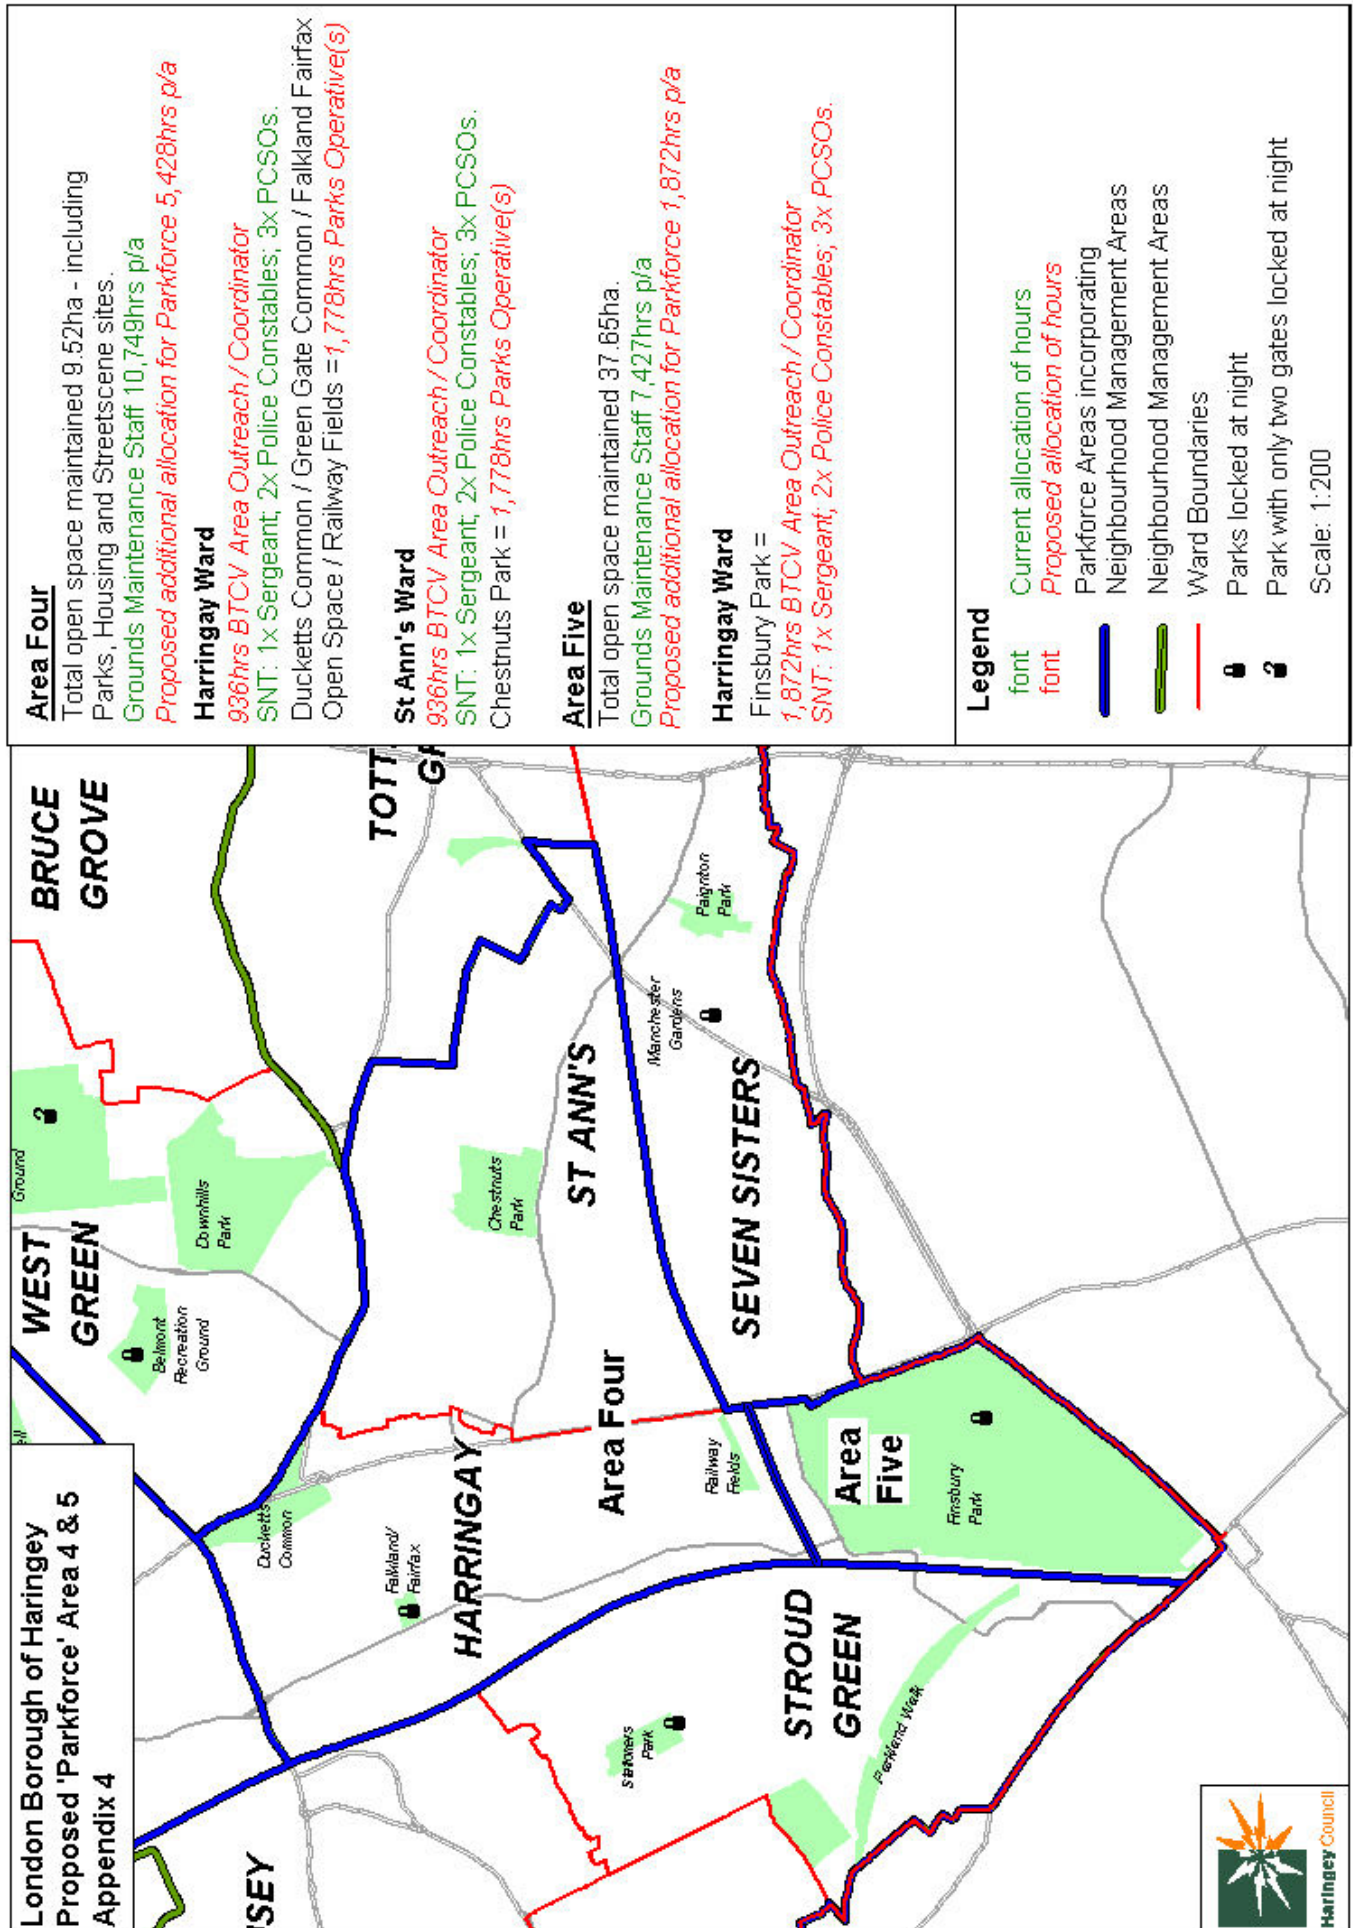 London Borough of Haringey
Proposed 'Parkforce' Area 4 & 5
Appendix 4
WEST
GREEN
BRUCE
GROVE
Ground
Belmont
Recreation
Ground
Downhills
Park
Ducketts
Common
Falkland/
Fairfax
HARRINGAY
Chestnuts
Park
ST ANN'S
Area Four
Manchester
Gardens
Paignton
Park
SEVEN SISTERS
Railway
Fields
Stationers
Park
STROUD
GREEN
Parkland Walk
Area
Five
Finsbury
Park
SEY
TOTT
GR
ell
Haringey Council
Area Four
Total open space maintained 9.52ha - including
Parks, Housing and Streetscene sites.
Grounds Maintenance Staff 10,749hrs p/a
Proposed additional allocation for Parkforce 5,428hrs p/a
Harringay Ward
936hrs BTCV Area Outreach / Coordinator
SNT: 1x Sergeant; 2x Police Constables; 3x PCSOs.
Ducketts Common / Green Gate Common / Falkland Fairfax
Open Space / Railway Fields =1,778hrs Parks Operative(s)
St Ann's Ward
936hrs BTCV Area Outreach / Coordinator
SNT: 1x Sergeant; 2x Police Constables; 3x PCSOs.
Chestnuts Park = 1,778hrs Parks Operative(s)
Area Five
Total open space maintained 37.65ha.
Grounds Maintenance Staff 7,427hrs p/a
Proposed additional allocation for Parkforce 1,872hrs p/a
Harringay Ward
Finsbury Park =
1,872hrs BTCV Area Outreach / Coordinator
SNT: 1x Sergeant; 2x Police Constables; 3x PCSOs.
Legend
font Current allocation of hours
font Proposed allocation of hours
Parkforce Areas incorporating
Neighbourhood Management Areas
Neighbourhood Management Areas
Ward Boundaries
Parks locked at night
Park with only two gates locked at night
Scale: 1:200